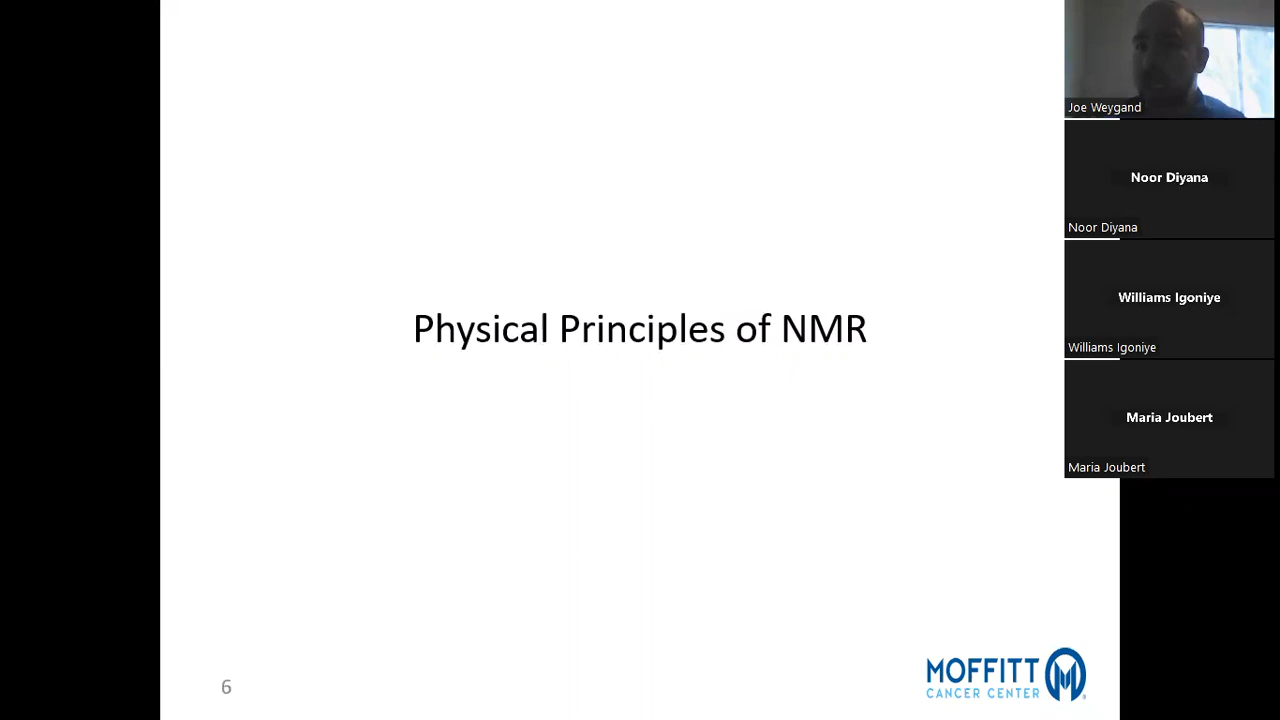 Physical Principles of NMR
6
MOFFITT
CANCER CENTER
Joe Weygand
Noor Diyana
Noor Diyana
Williams Igoniye
Williams Igoniye
Maria Joubert
Maria Joubert